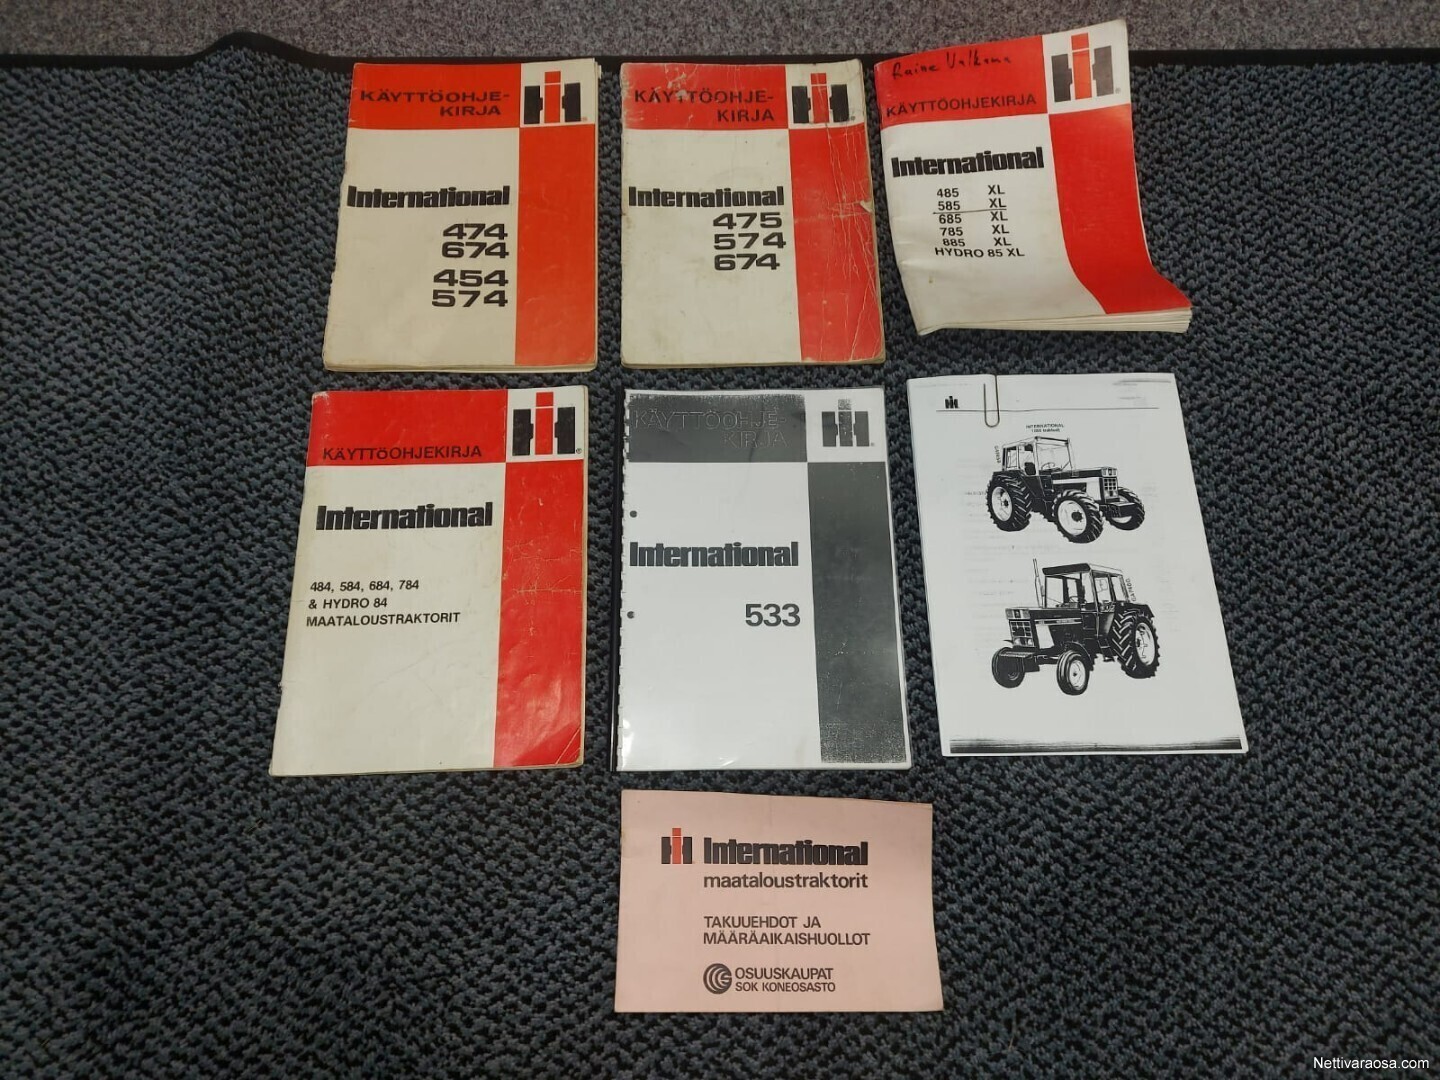 KÄYTTÖOHJE-
KIRJA
International
474
674
454
574
KÄYTTÖOHJE-
KIRJA
International
475
574
674
KÄYTTÖOHJEKIRJA
International
485 XL
585 XL
685 XL
785 XL
885 XL
HYDRO 85 XL
KÄYTTÖOHJEKIRJA
International
484, 584, 684, 784
& HYDRO 84
MAATALOUSTRAKTORIT
KÄYTTÖOHJE-
KIRJA
International
533
INTERNATIONAL
International
maataloustraktorit
TAKUUEHDOT JA
MÄÄRÄAIKAISHUOLLOT
OSUUSKAUPAT
SOK KONEOSASTO
Nettivaraosa.com